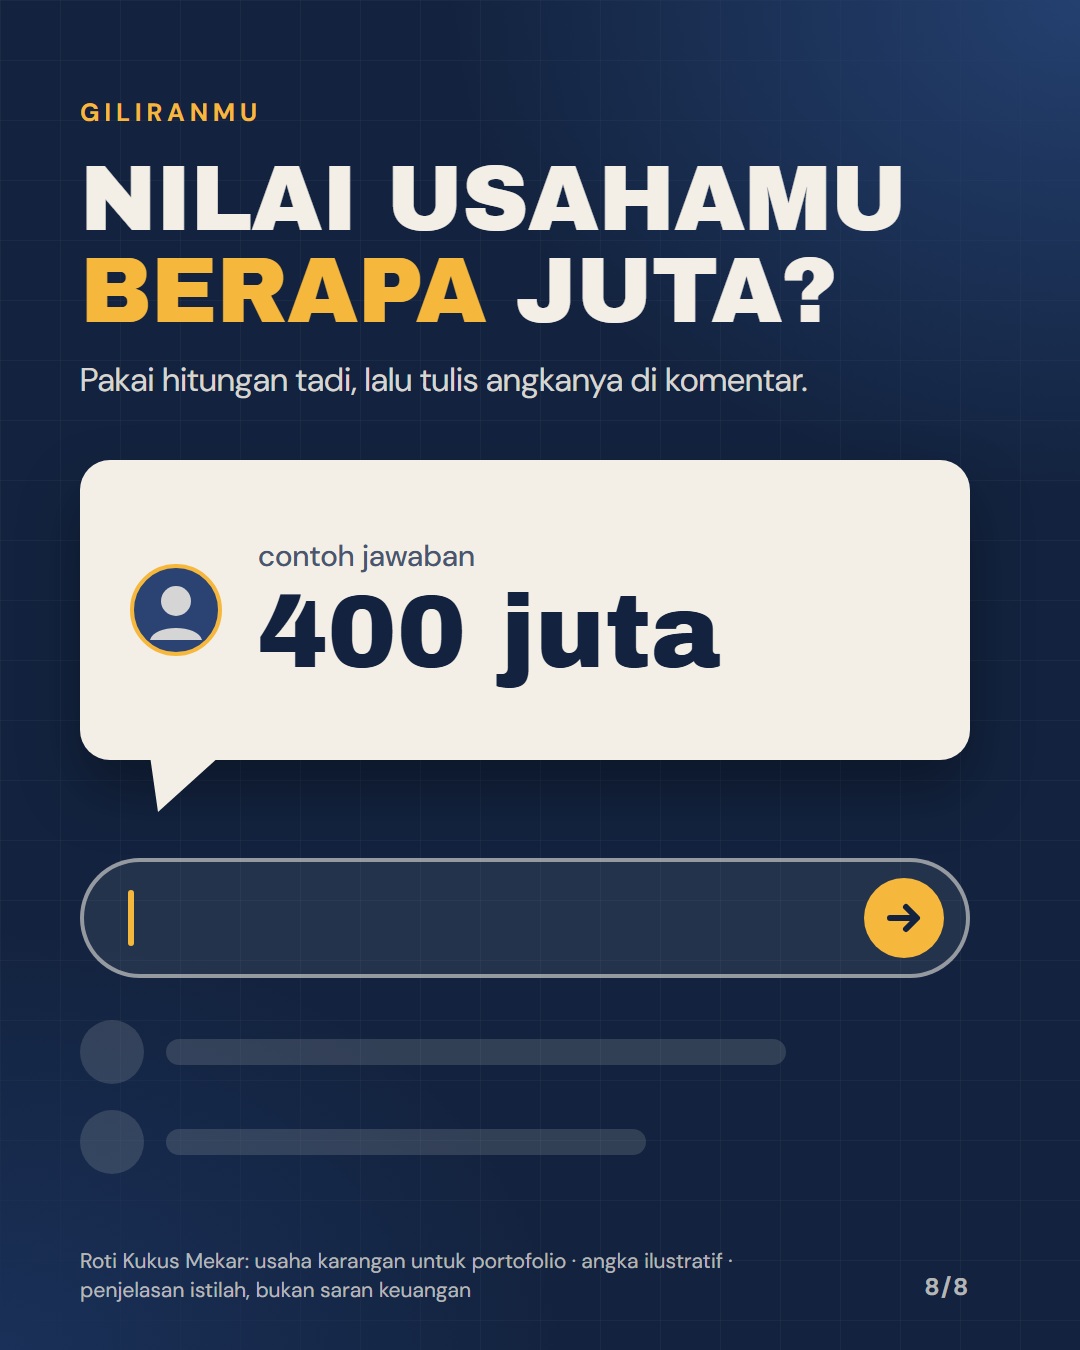 GILIRANMU
NILAI USAHAMU
BERAPA JUTA?
Pakai hitungan tadi, lalu tulis angkanya di komentar.
contoh jawaban
400 juta
Roti Kukus Mekar: usaha karangan untuk portofolio · angka ilustratif ·
penjelasan istilah, bukan saran keuangan
8/8